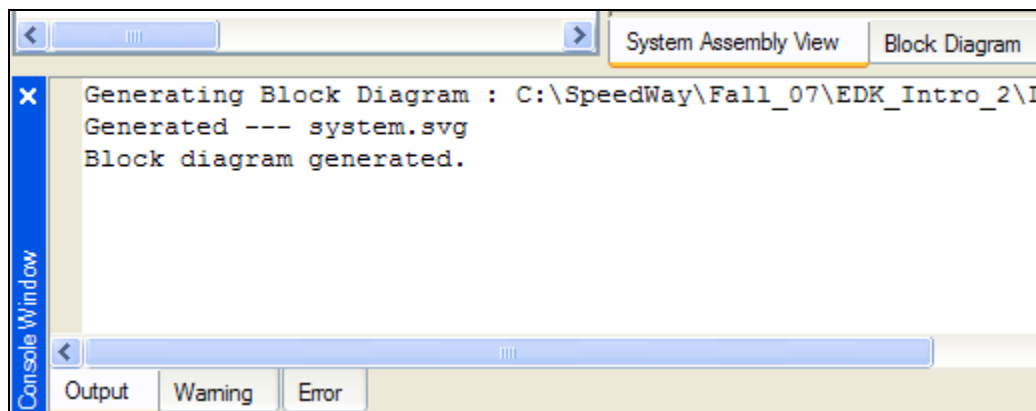 System Assembly View
Block Diagram
Generating Block Diagram : C:\SpeedWay\Fall_07\EDK_Intro_2\
Generated --- system.svg
Block diagram generated.
Console Window
Output
Warning
Error